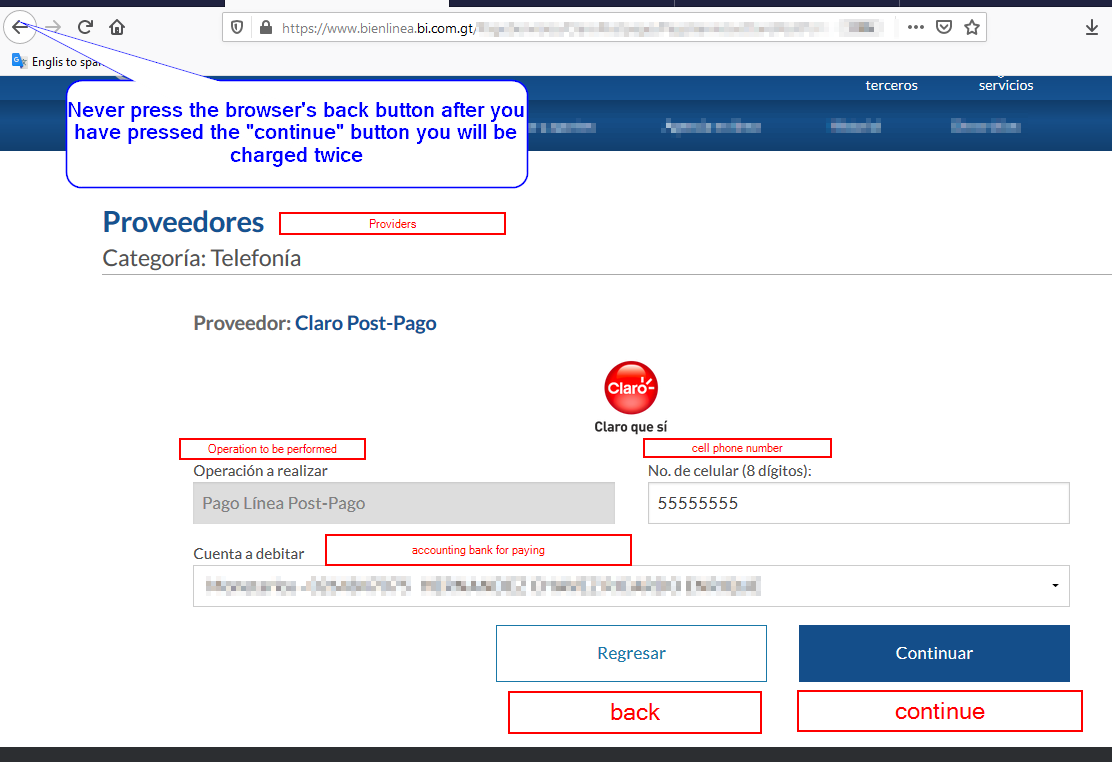 https://www.bienlinea.bi.com.gt/
Englis to spa
terceros
servicios
Never press the browser's back button after you
have pressed the "continue" button you will be
charged twice
Proveedores
Providers
Categoría: Telefonía
Proveedor: Claro Post-Pago
Claro
Claro que sí
Operation to be performed
cell phone number
Operación a realizar
No. de celular (8 dígitos):
Pago Línea Post-Pago
55555555
Cuenta a debitar
accounting bank for paying
Regresar
Continuar
back
continue